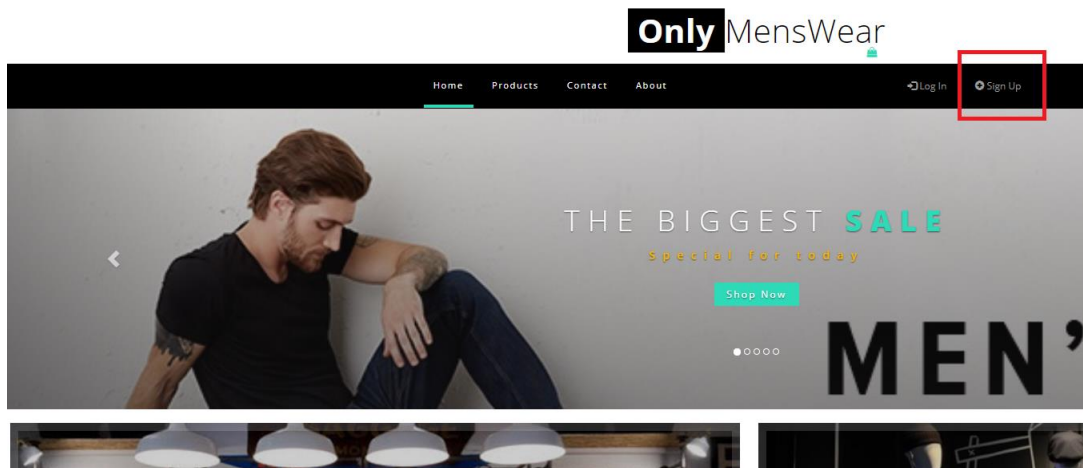 Only MensWear
Home Products Contact About Log In Sign Up
THE BIGGEST SALE
Special for today
Shop Now
MEN'